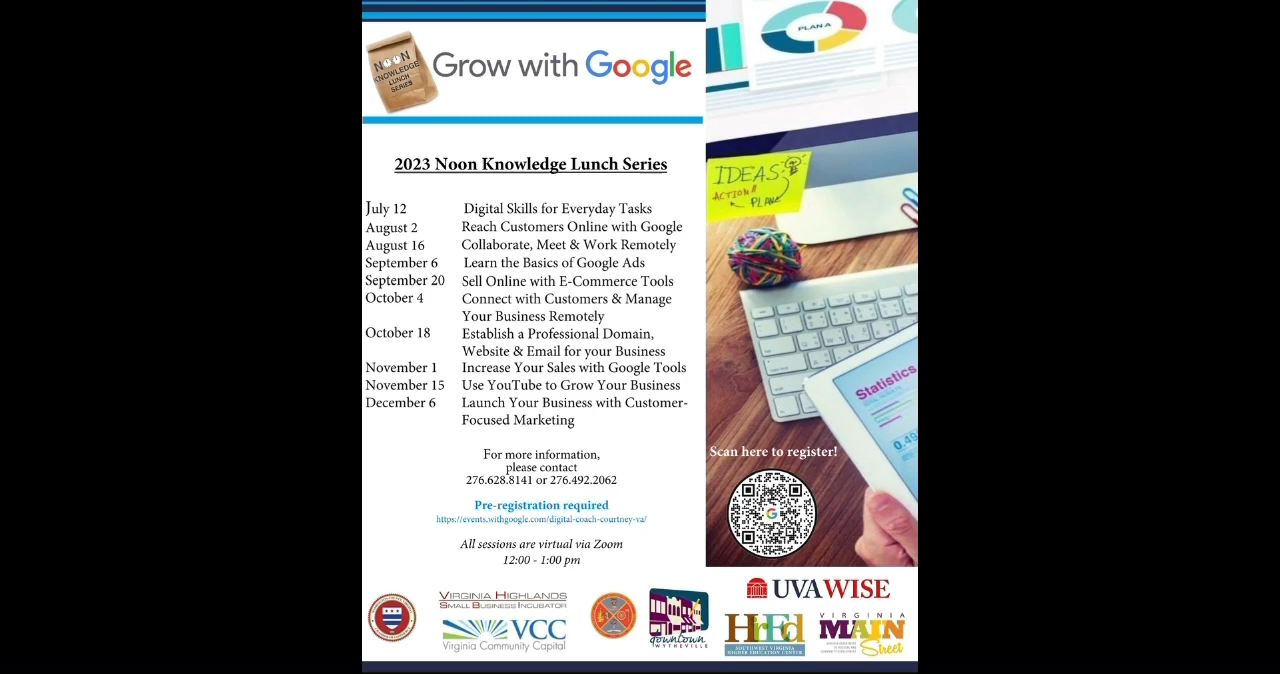 NOON
KNOWLEDGE
LUNCH
SERIES
Grow with Google
2023 Noon Knowledge Lunch Series
July 12 Digital Skills for Everyday Tasks
August 2 Reach Customers Online with Google
August 16 Collaborate, Meet & Work Remotely
September 6 Learn the Basics of Google Ads
September 20 Sell Online with E-Commerce Tools
October 4 Connect with Customers & Manage
Your Business Remotely
October 18 Establish a Professional Domain,
Website & Email for your Business
November 1 Increase Your Sales with Google Tools
November 15 Use YouTube to Grow Your Business
December 6 Launch Your Business with Customer-
Focused Marketing
For more information,
please contact
276.628.8141 or 276.492.2062
Pre-registration required
https://events.withgoogle.com/digital-coach-courtney-va/
All sessions are virtual via Zoom
12:00 - 1:00 pm
PLAN A
IDEAS
ACTION!!
PLAN
Statistics
0.49
Scan here to register!
G
VIRGINIA HIGHLANDS
SMALL BUSINESS INCUBATOR
VCC
Virginia Community Capital
downtown
WYTHEVILLE
UVAWISE
HrEd
SOUTHWEST VIRGINIA
HIGHER EDUCATION CENTER
VIRGINIA
MAIN
Street